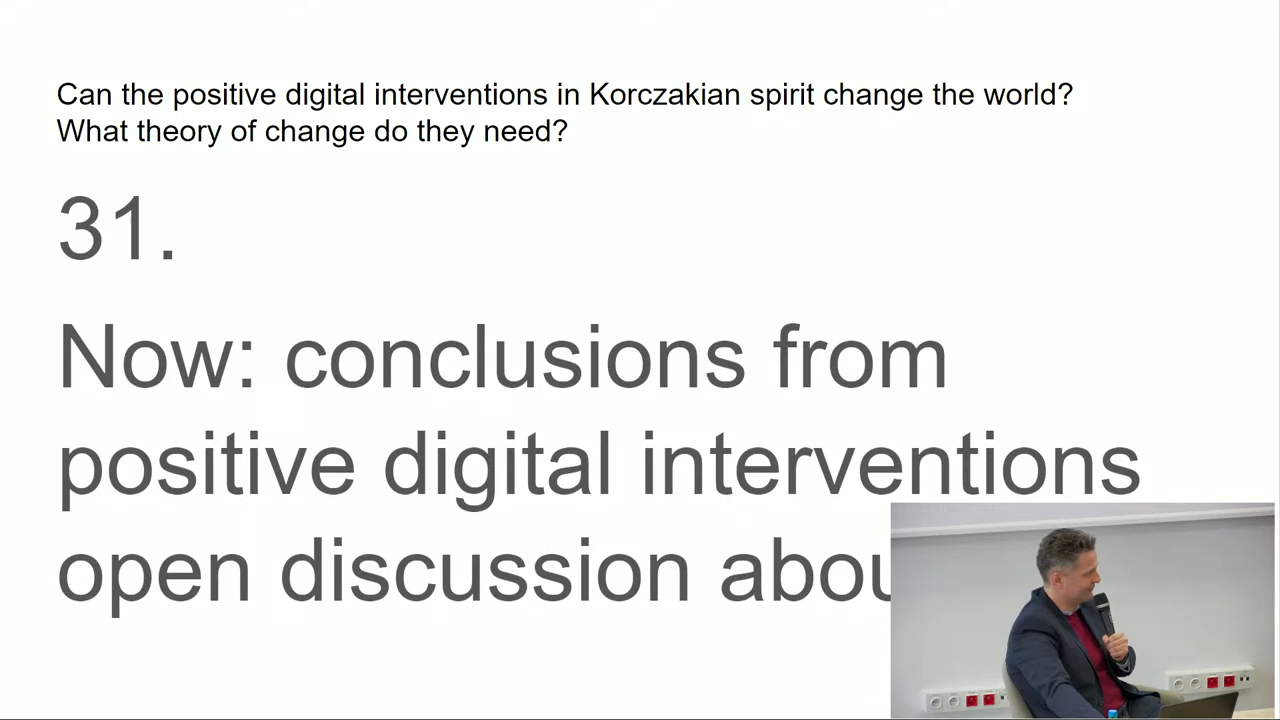 Can the positive digital interventions in Korczakian spirit change the world?
What theory of change do they need?
31.
Now: conclusions from
positive digital interventions
open discussion